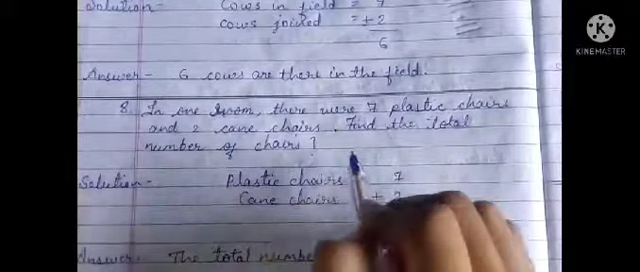 Solution - Cows in field =
cows joined = + 2
6
Answer - 6 cows are there in the field.
8. In one room, there were 7 plastic chairs
and 2 cane chairs. Find the total
number of chairs?
Solution - Plastic chairs 7
Cane chairs +
Answer - The total
KINEMASTER